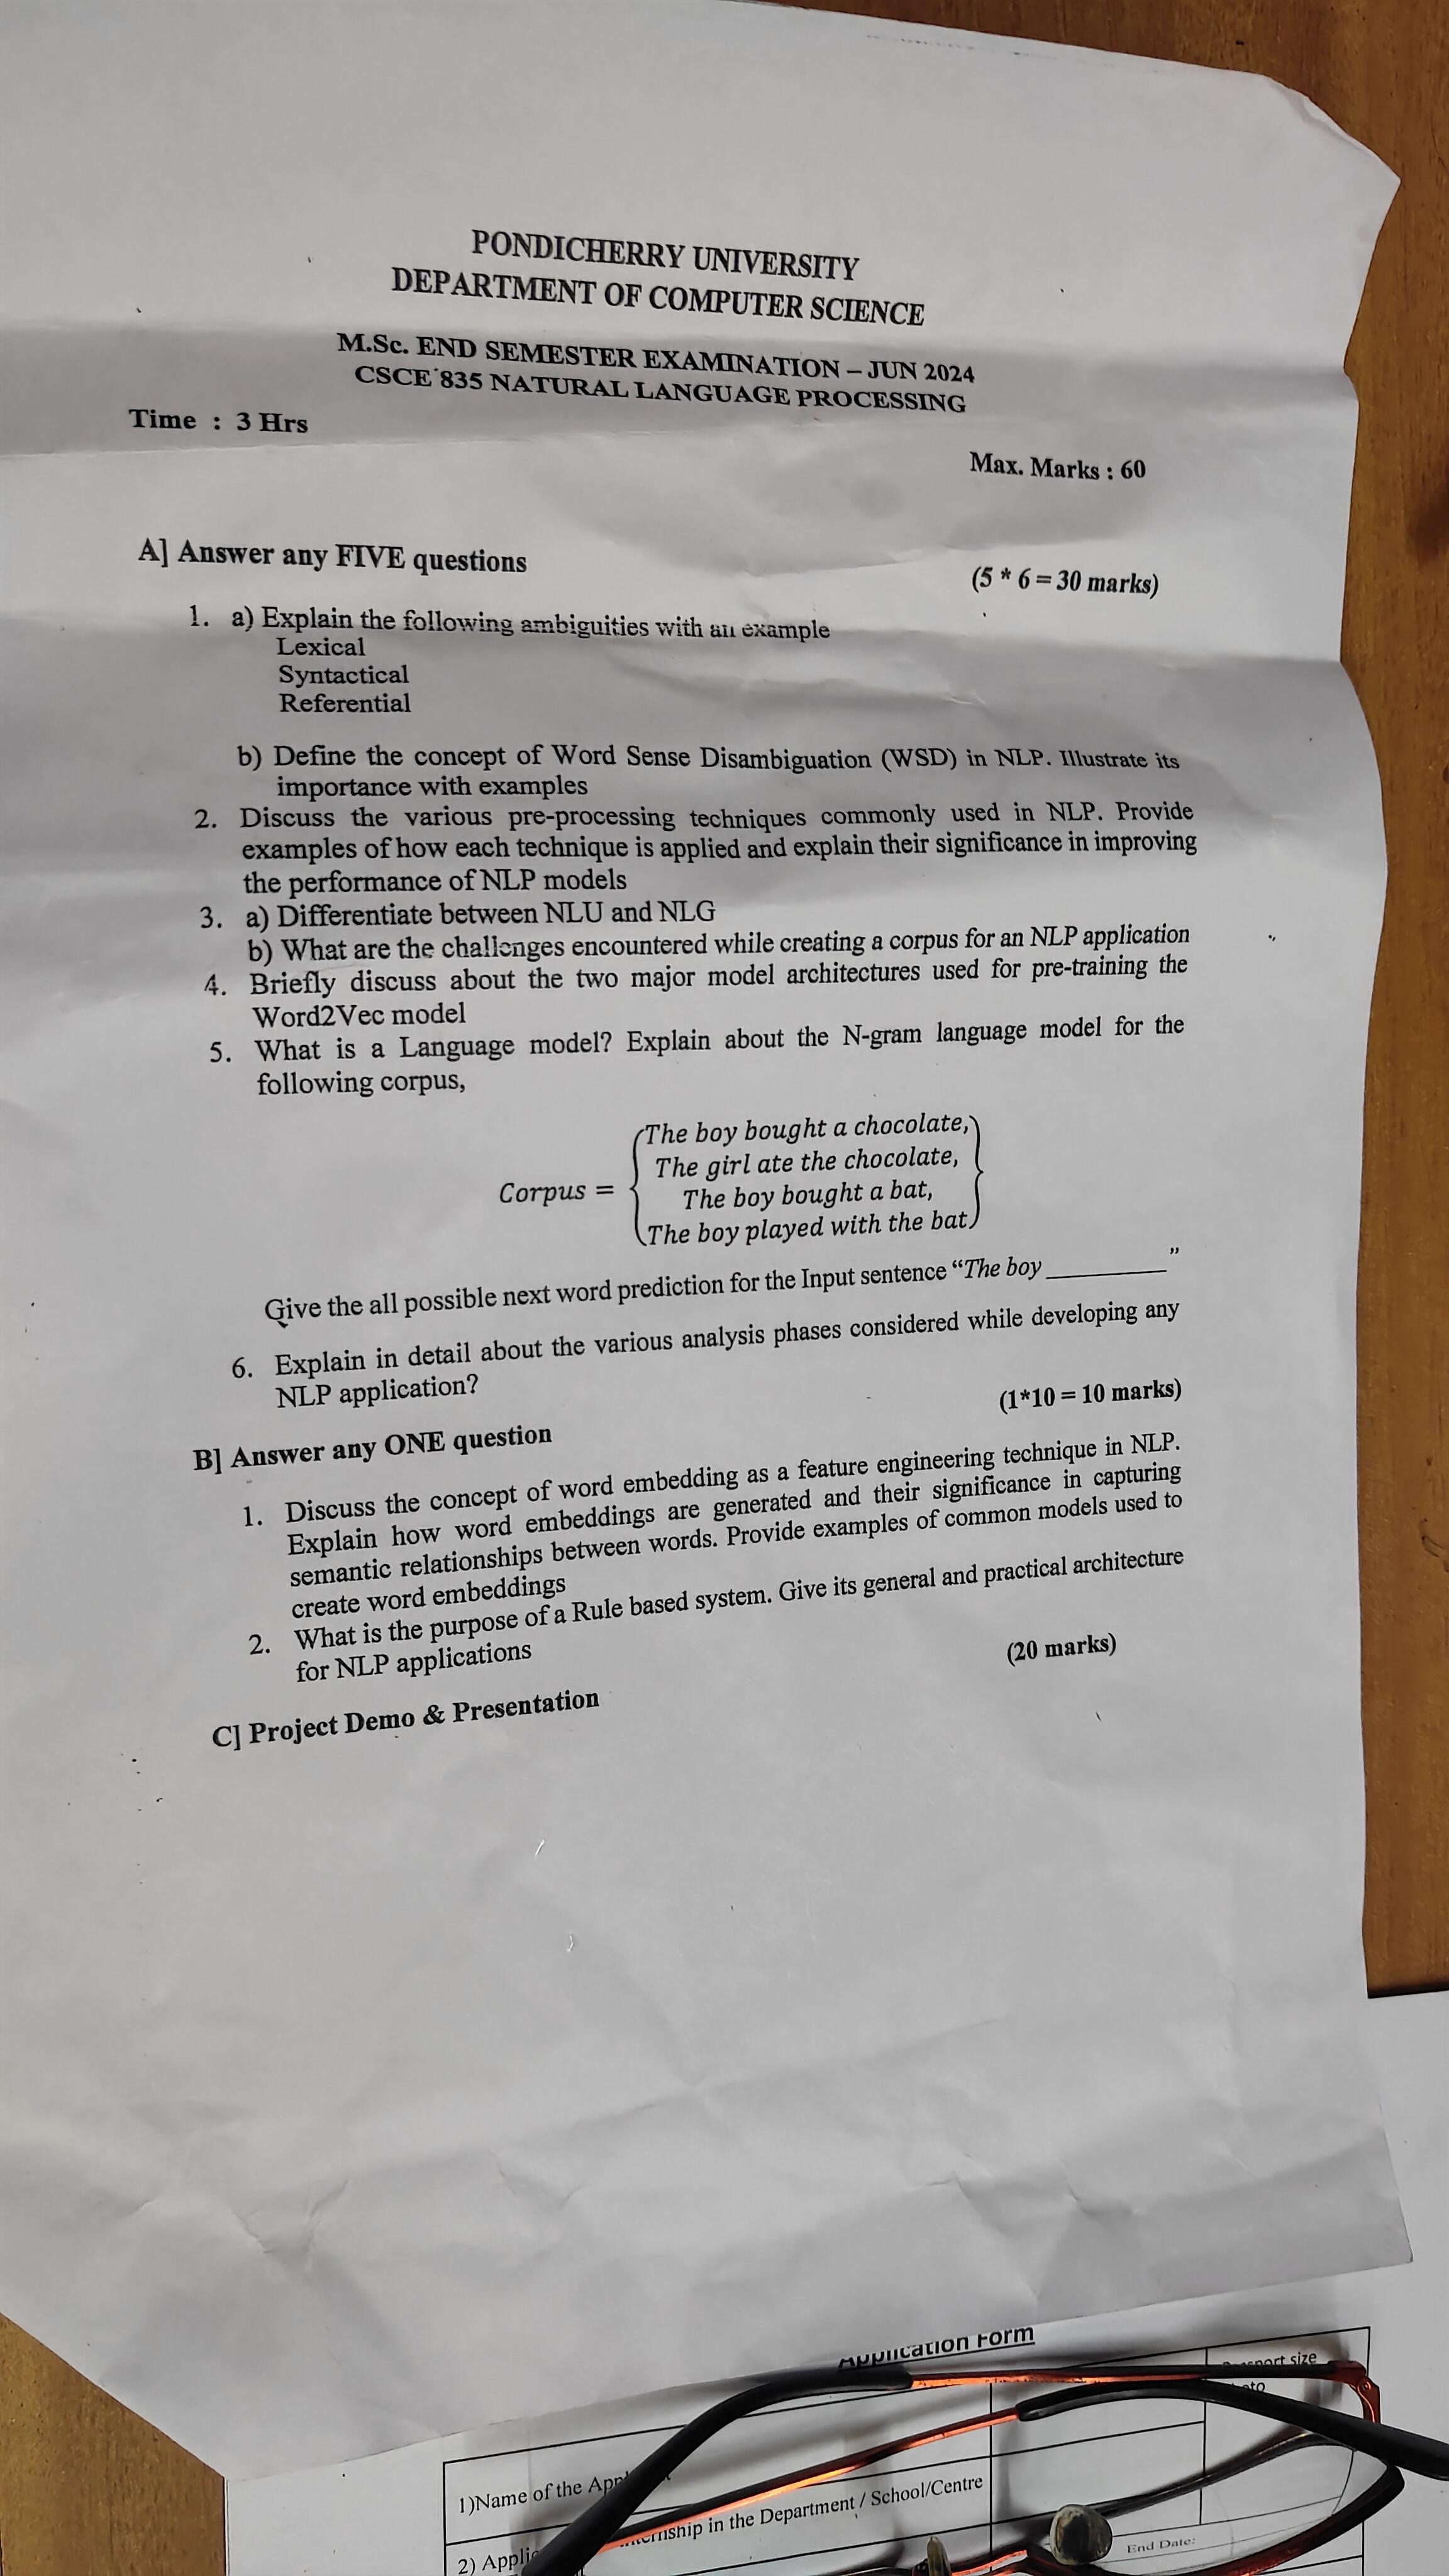 PONDICHERRY UNIVERSITY
DEPARTMENT OF COMPUTER SCIENCE
M.Sc. END SEMESTER EXAMINATION – JUN 2024
CSCE 835 NATURAL LANGUAGE PROCESSING
Time : 3 Hrs
Max. Marks : 60
A] Answer any FIVE questions
(5 * 6 = 30 marks)
1. a) Explain the following ambiguities with an example
Lexical
Syntactical
Referential
b) Define the concept of Word Sense Disambiguation (WSD) in NLP. Illustrate its
importance with examples
2. Discuss the various pre-processing techniques commonly used in NLP. Provide
examples of how each technique is applied and explain their significance in improving
the performance of NLP models
3. a) Differentiate between NLU and NLG
b) What are the challenges encountered while creating a corpus for an NLP application
4. Briefly discuss about the two major model architectures used for pre-training the
Word2Vec model
5. What is a Language model? Explain about the N-gram language model for the
following corpus,
The boy bought a chocolate,
The girl ate the chocolate,
Corpus =
The boy bought a bat,
The boy played with the bat
Give the all possible next word prediction for the Input sentence “The boy ________ ”
6. Explain in detail about the various analysis phases considered while developing any
NLP application?
(1*10 = 10 marks)
B] Answer any ONE question
1. Discuss the concept of word embedding as a feature engineering technique in NLP.
Explain how word embeddings are generated and their significance in capturing
semantic relationships between words. Provide examples of common models used to
create word embeddings
2. What is the purpose of a Rule based system. Give its general and practical architecture
for NLP applications
(20 marks)
C] Project Demo & Presentation
Application Form
size
1)Name of the
2)
in the Department / School/Centre
End Date: